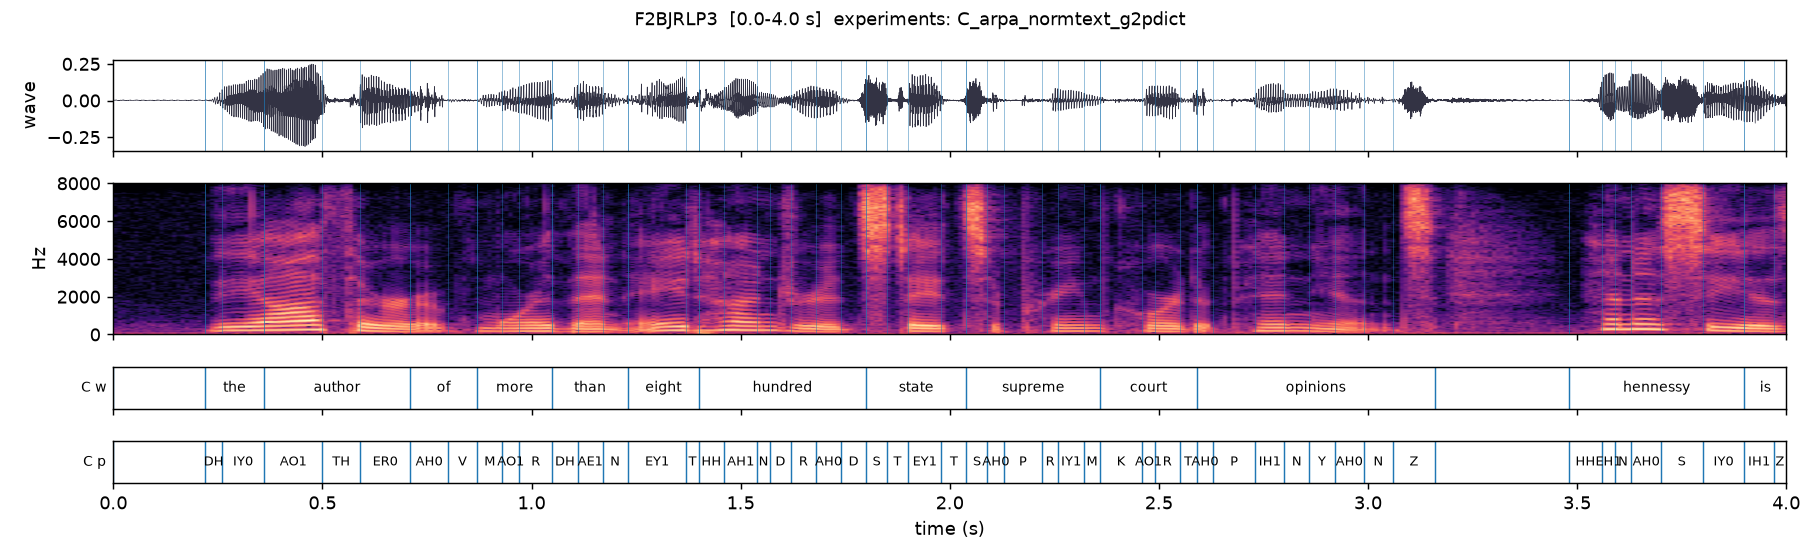 F2BJRLP3 [0.0-4.0 s] experiments: C_arpa_normtext_g2pdict
wave
0.25
0.00
−0.25
Hz
8000
6000
4000
2000
0
C w
the author of more than eight hundred state supreme court opinions hennessy is
C p
DH IY0 AO1 TH ER0 AH0 V M AO1 R DH AE1 N EY1 T HH AH1 N D R AH0 D S T EY1 T S AH0 P R IY1 M K AO1 R T AH0 P IH1 N Y AH0 N Z HH EH1 N AH0 S IY0 IH1 Z
0.0 0.5 1.0 1.5 2.0 2.5 3.0 3.5 4.0
time (s)